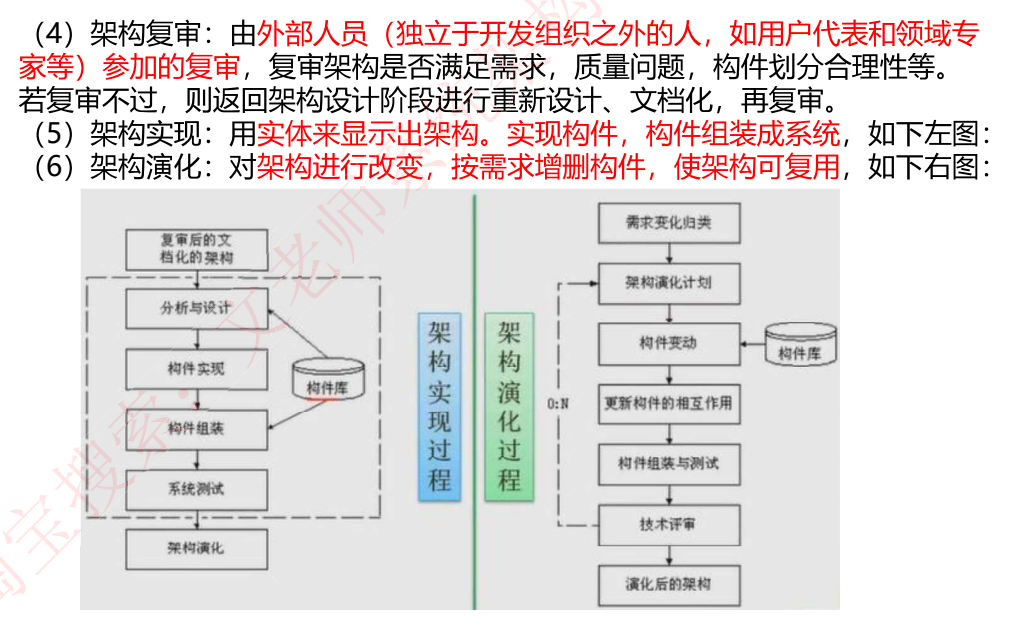 （4）架构复审：由外部人员（独立于开发组织之外的人，如用户代表和领域专
家等）参加的复审，复审架构是否满足需求，质量问题，构件划分合理性等。
若复审不过，则返回架构设计阶段进行重新设计、文档化，再复审。
（5）架构实现：用实体来显示出架构。实现构件，构件组装成系统，如下左图：
（6）架构演化：对架构进行改变，按需求增删构件，使架构可复用，如下右图：
复审后的文
档化的架构
分析与设计
构件实现
构件库
构件组装
系统测试
架构演化
架构实现过程
架构演化过程
需求变化归类
架构演化计划
构件变动
构件库
0:N
更新构件的相互作用
构件组装与测试
技术评审
演化后的架构
淘宝搜索：文老师